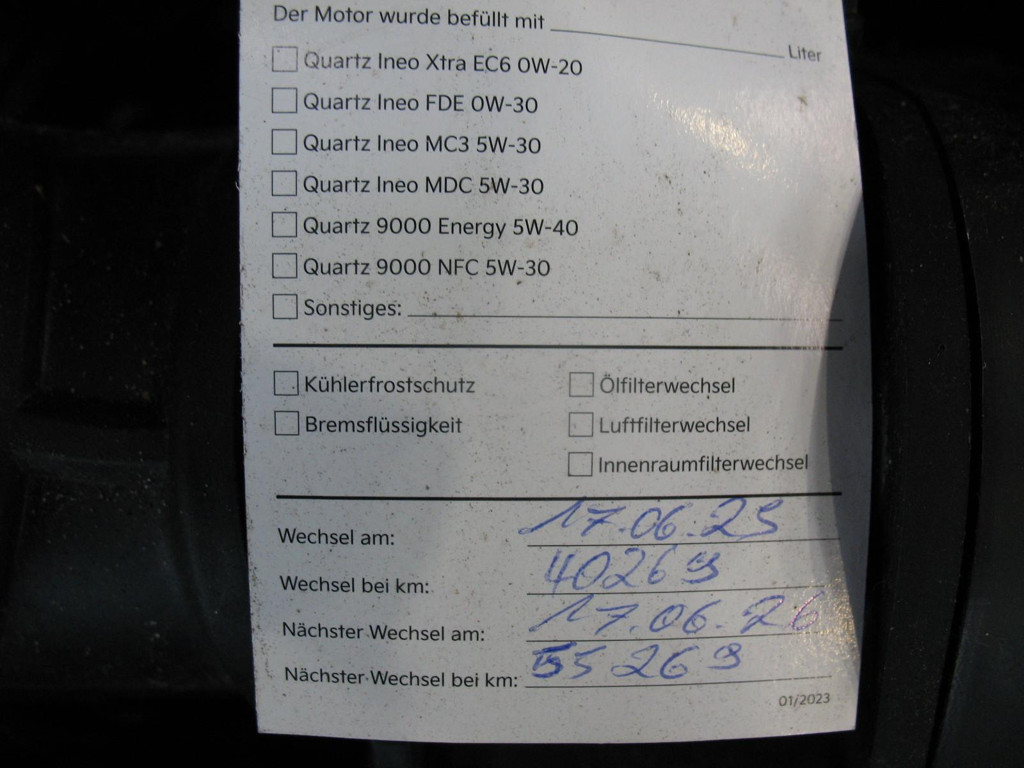 Der Motor wurde befüllt mit Liter
Quartz Ineo Xtra EC6 0W-20
Quartz Ineo FDE 0W-30
Quartz Ineo MC3 5W-30
Quartz Ineo MDC 5W-30
Quartz 9000 Energy 5W-40
Quartz 9000 NFC 5W-30
Sonstiges:
Kühlerfrostschutz Ölfilterwechsel
Bremsflüssigkeit Luftfilterwechsel
Innenraumfilterwechsel
Wechsel am: 17.06.25
Wechsel bei km: 40269
Nächster Wechsel am: 17.06.26
Nächster Wechsel bei km: 55269
01/2023